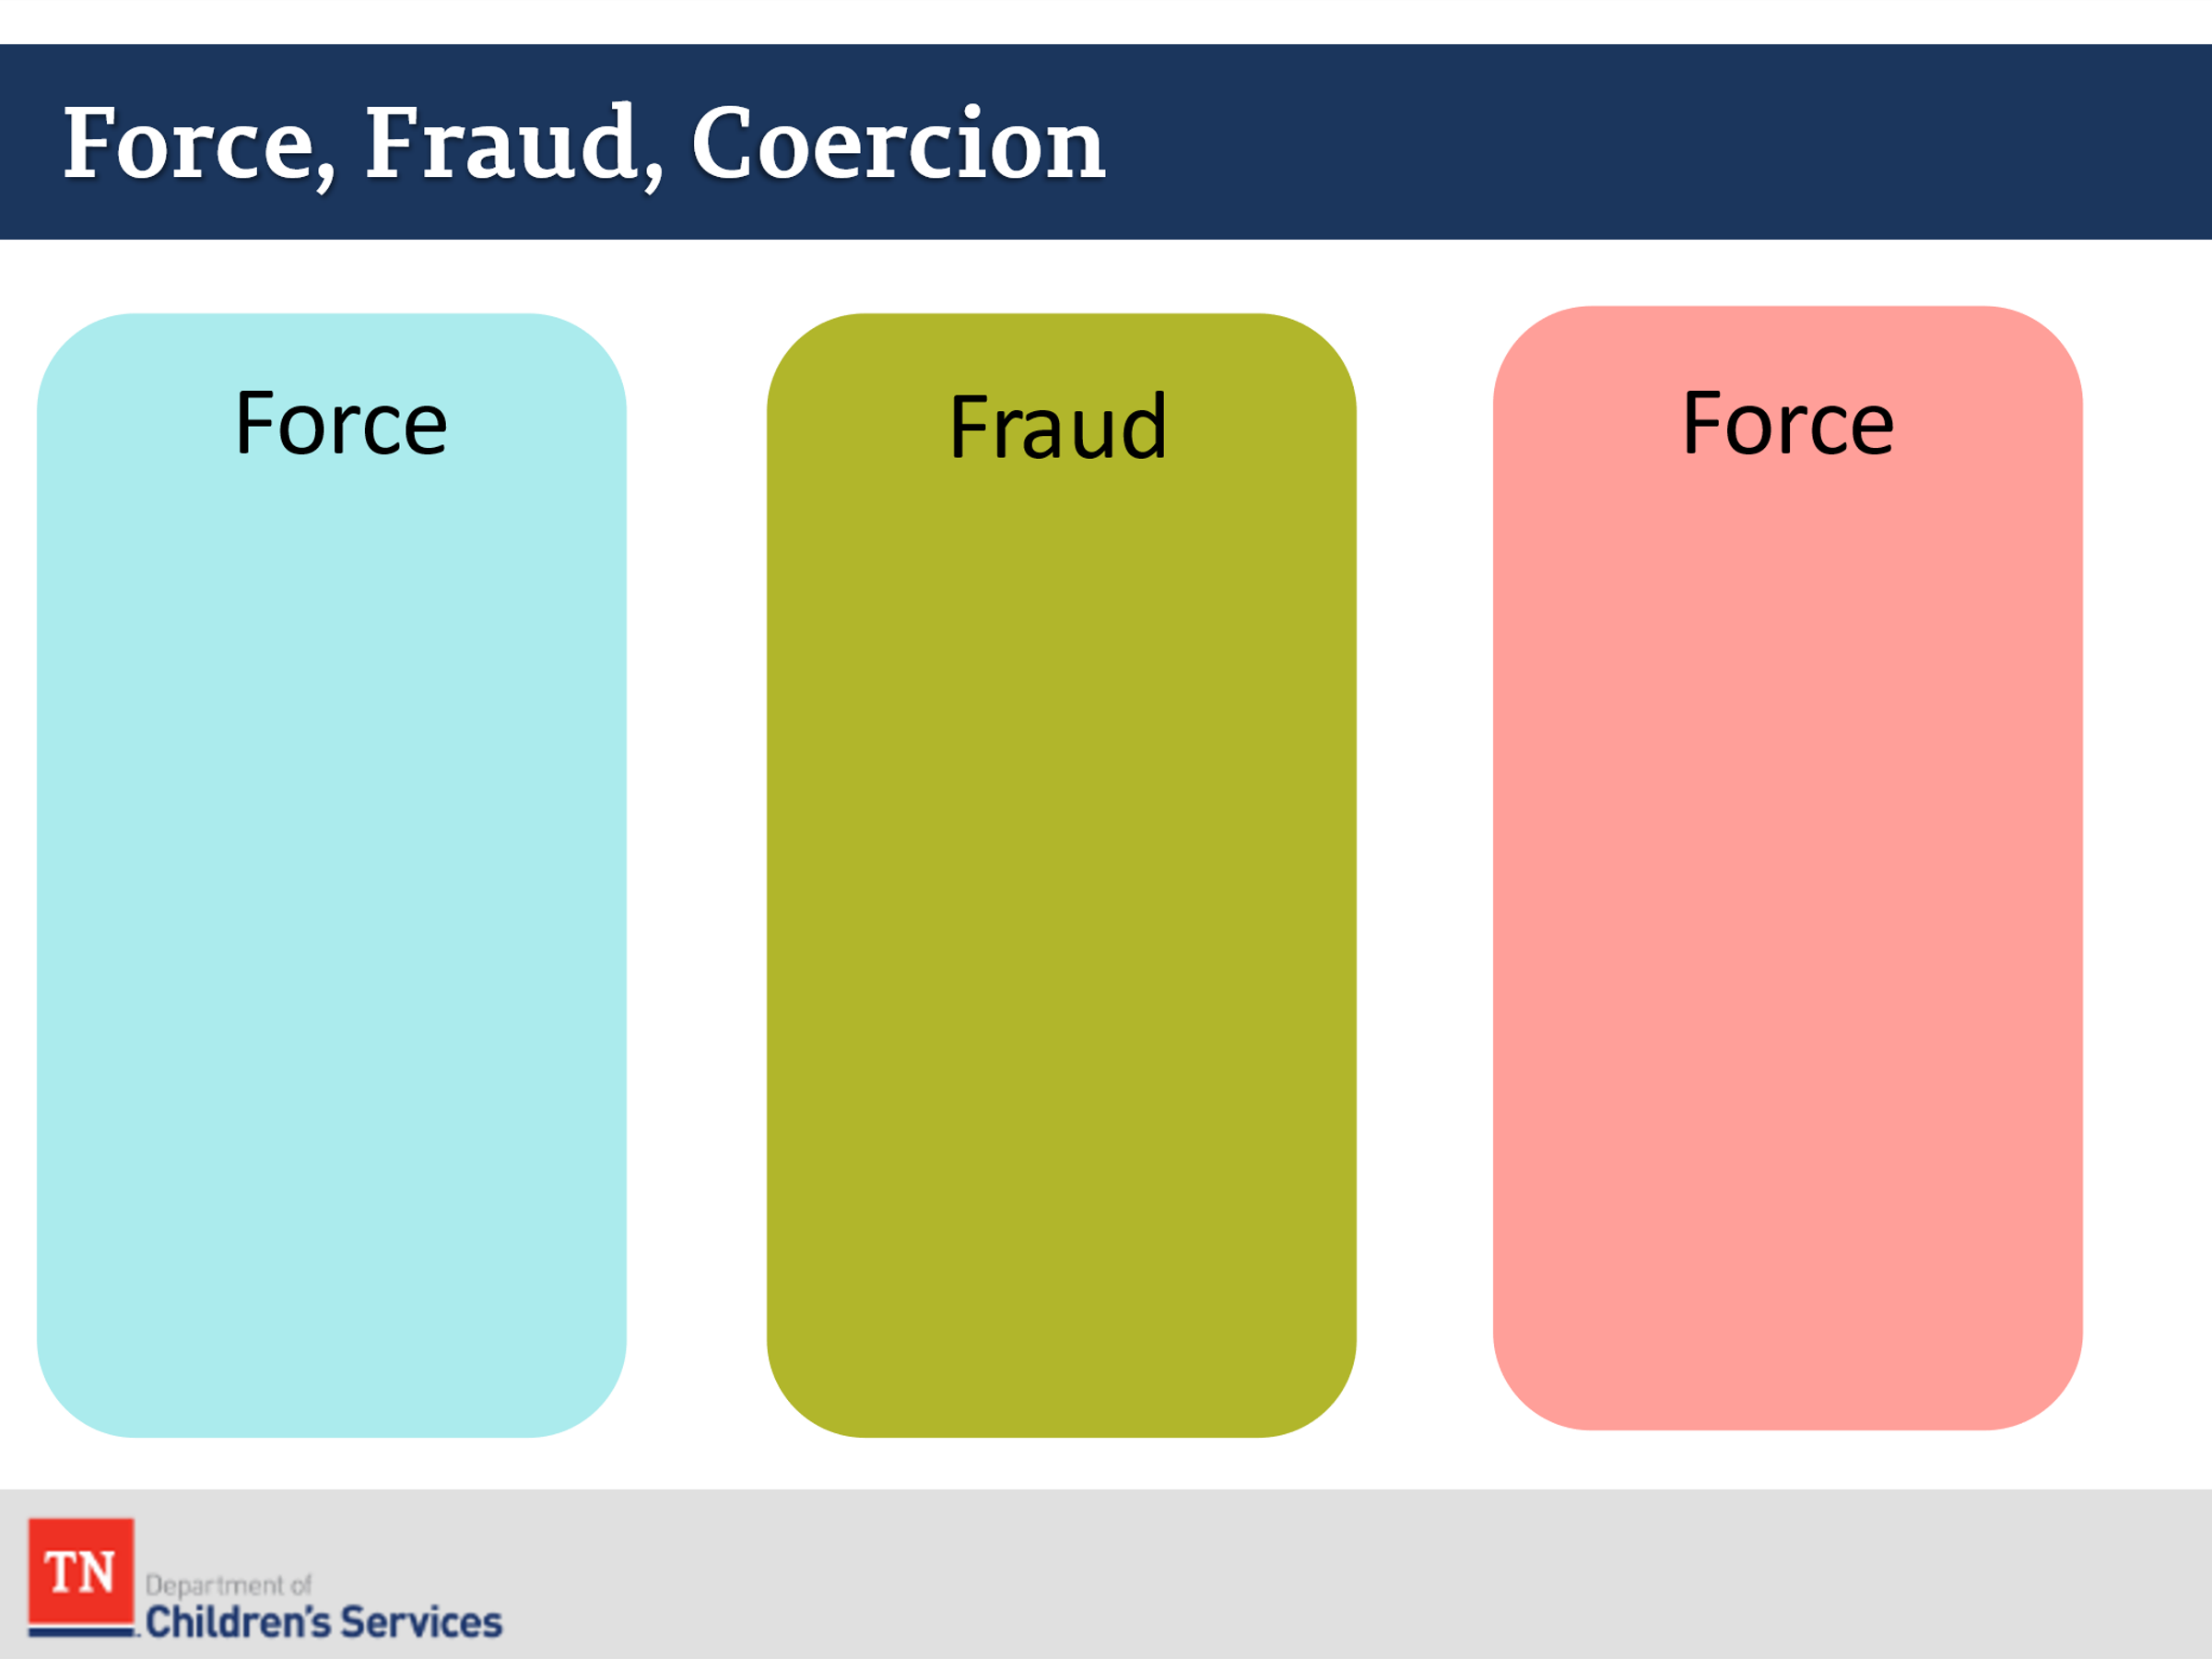 Force, Fraud, Coercion
Force
Fraud
Force
TN
Department of
Children's Services